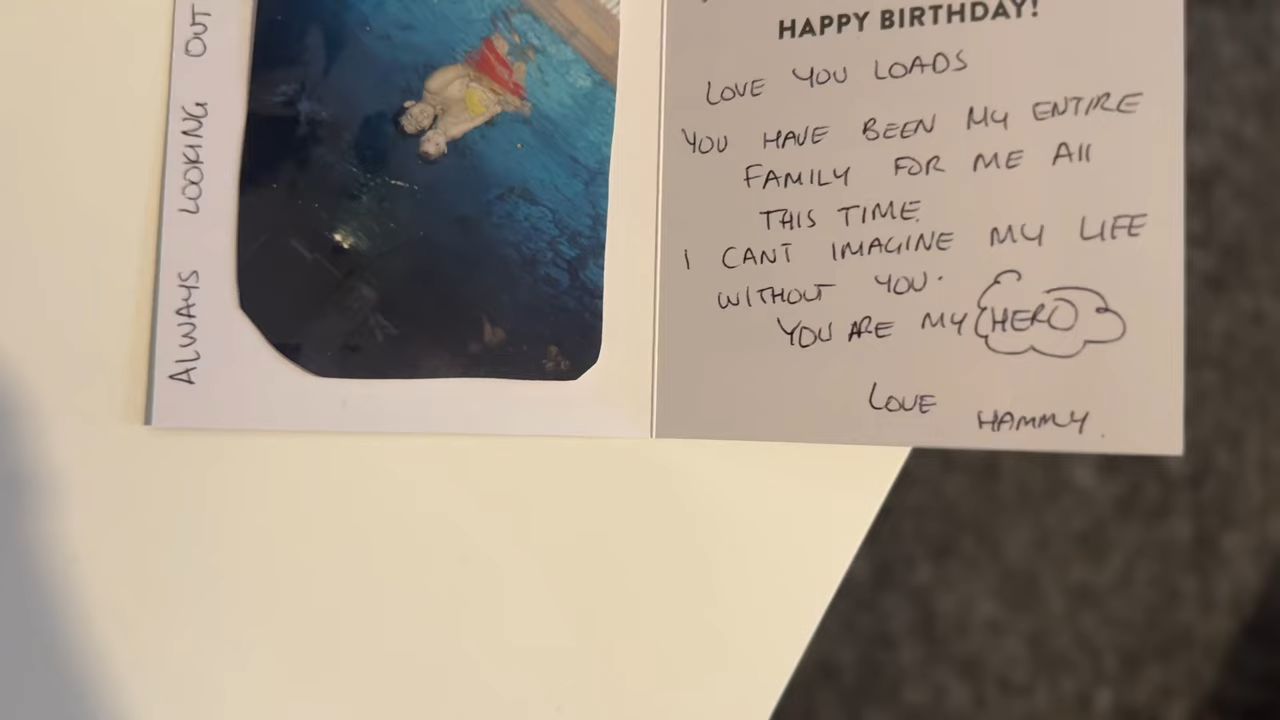 ALWAYS LOOKING OUT
HAPPY BIRTHDAY!
LOVE YOU LOADS
YOU HAVE BEEN MY ENTIRE
FAMILY FOR ME All
THIS TIME.
I CANT IMAGINE MY LIFE
WITHOUT YOU.
YOU ARE MY HERO
LOVE
HAMMY.